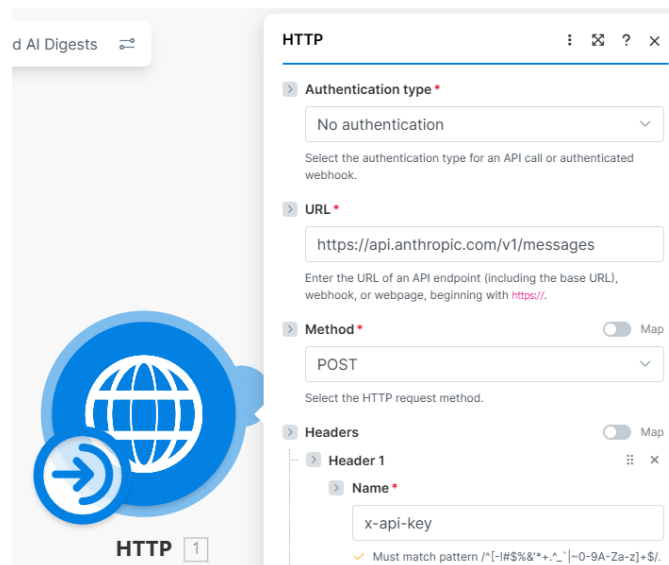 d AI Digests
HTTP
Authentication type *
No authentication
Select the authentication type for an API call or authenticated
webhook.
URL *
https://api.anthropic.com/v1/messages
Enter the URL of an API endpoint (including the base URL),
webhook, or webpage, beginning with https://.
Method * Map
POST
Select the HTTP request method.
Headers Map
Header 1
Name *
x-api-key
Must match pattern /^[-!#$%&'*+.^_`|~0-9A-Za-z]+$/.
HTTP 1